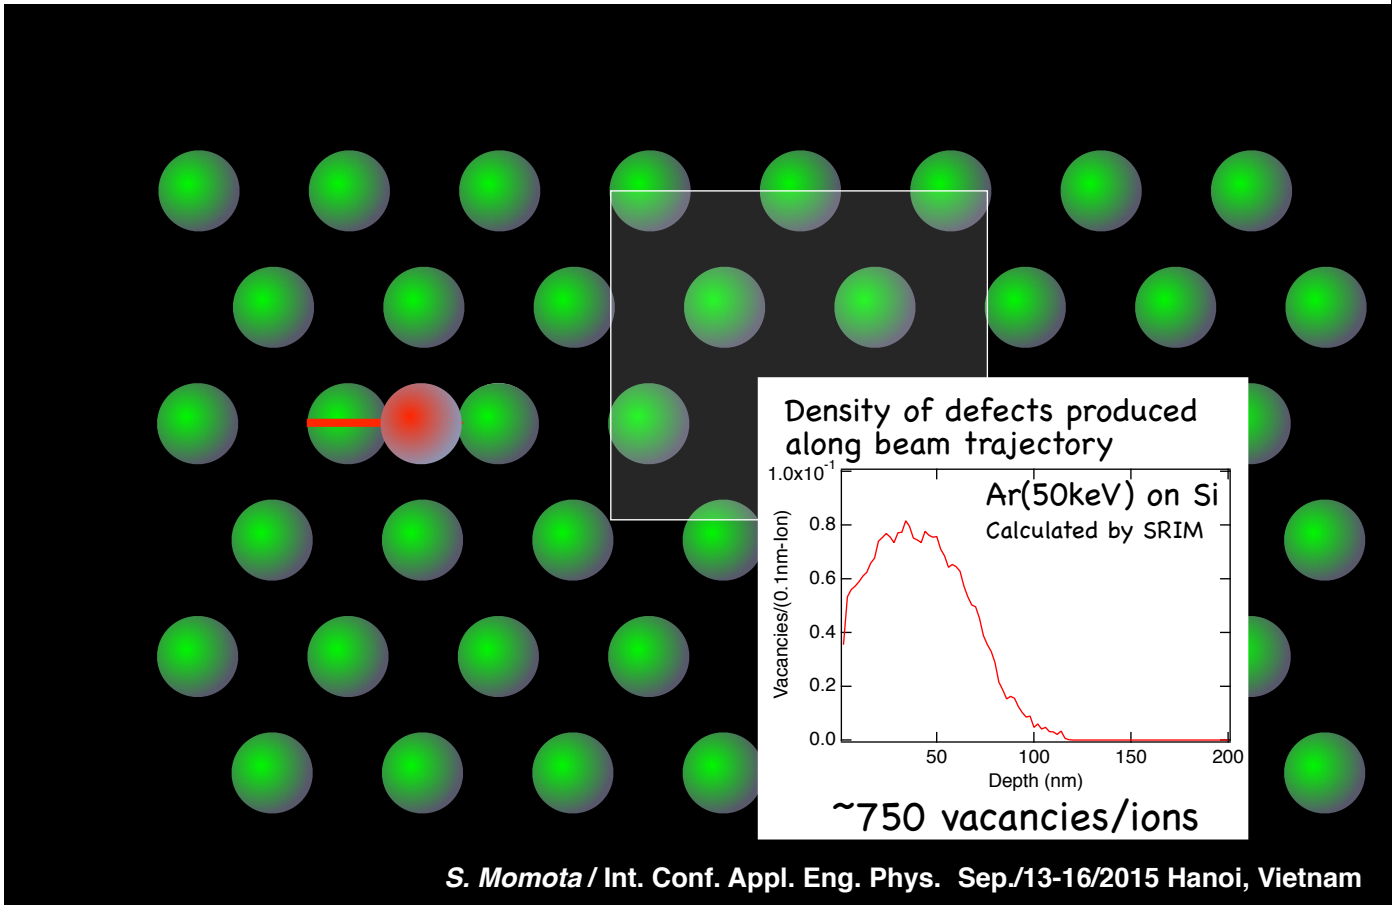 Density of defects produced
along beam trajectory
1.0x10⁻¹
Ar(50keV) on Si
Calculated by SRIM
Vacancies/(0.1nm-Ion)
0.8
0.6
0.4
0.2
0.0
50 100 150 200
Depth (nm)
~750 vacancies/ions
S. Momota / Int. Conf. Appl. Eng. Phys. Sep./13-16/2015 Hanoi, Vietnam